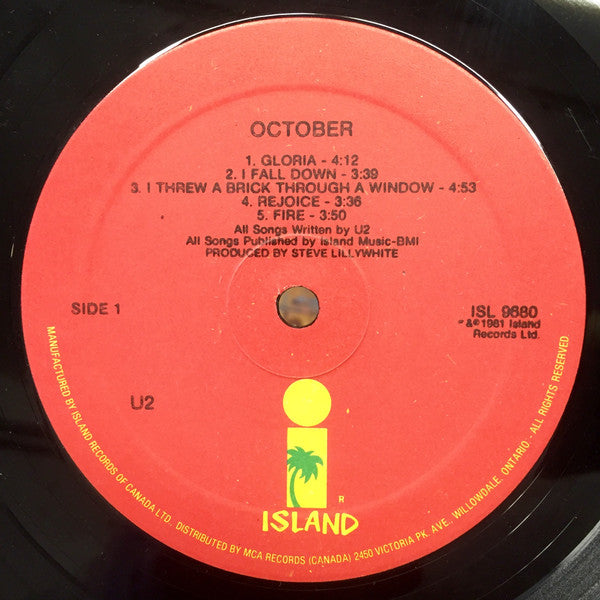 OCTOBER
1. GLORIA - 4:12
2. I FALL DOWN - 3:39
3. I THREW A BRICK THROUGH A WINDOW - 4:53
4. REJOICE - 3:36
5. FIRE - 3:50
All Songs Written by U2
All Songs Published by Island Music-BMI
PRODUCED BY STEVE LILLYWHITE
SIDE 1
ISL 9680
℗&©1981 Island
Records Ltd.
U2
R
ISLAND
MANUFACTURED BY ISLAND RECORDS OF CANADA LTD., DISTRIBUTED BY MCA RECORDS (CANADA) 2450 VICTORIA PK. AVE., WILLOWDALE, ONTARIO - ALL RIGHTS RESERVED